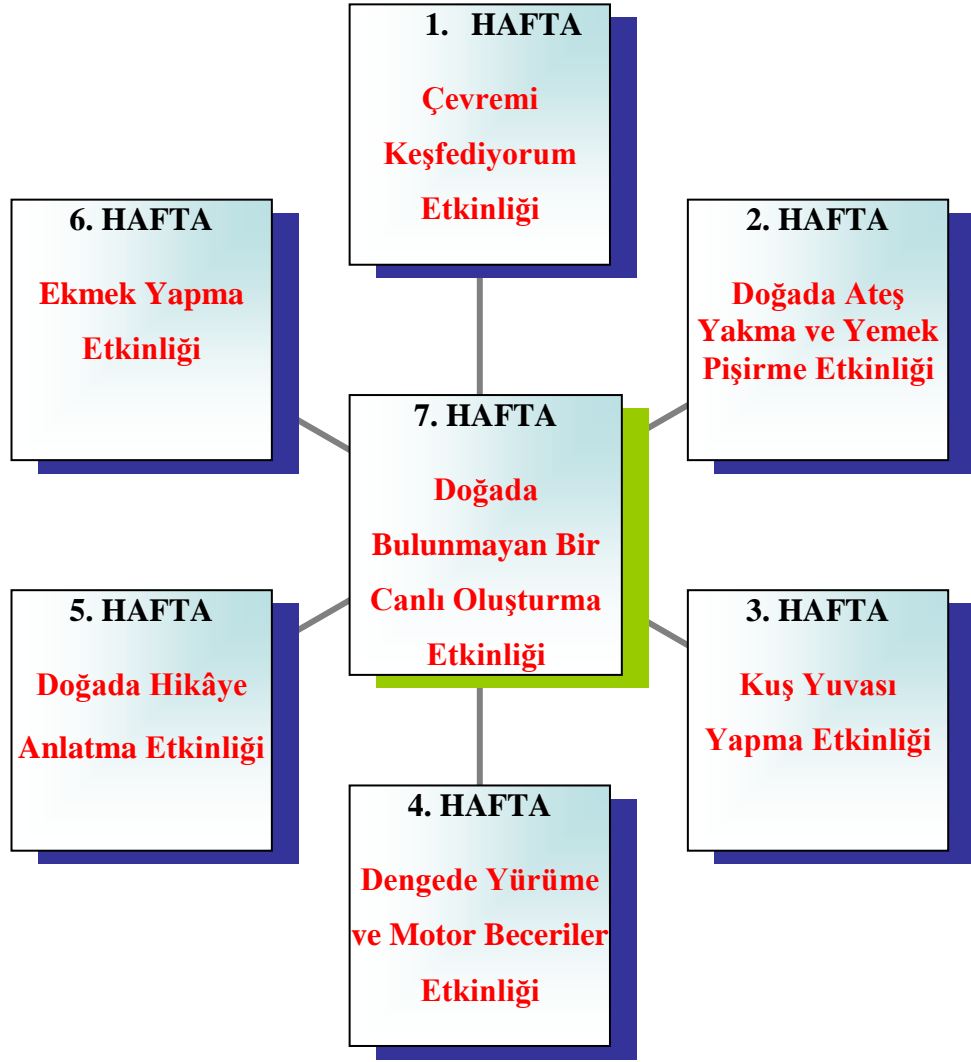 1. HAFTA
Çevremi
Keşfediyorum
Etkinliği
6. HAFTA
Ekmek Yapma
Etkinliği
2. HAFTA
Doğada Ateş
Yakma ve Yemek
Pişirme Etkinliği
7. HAFTA
Doğada
Bulunmayan Bir
Canlı Oluşturma
Etkinliği
5. HAFTA
Doğada Hikâye
Anlatma Etkinliği
3. HAFTA
Kuş Yuvası
Yapma Etkinliği
4. HAFTA
Dengede Yürüme
ve Motor Beceriler
Etkinliği